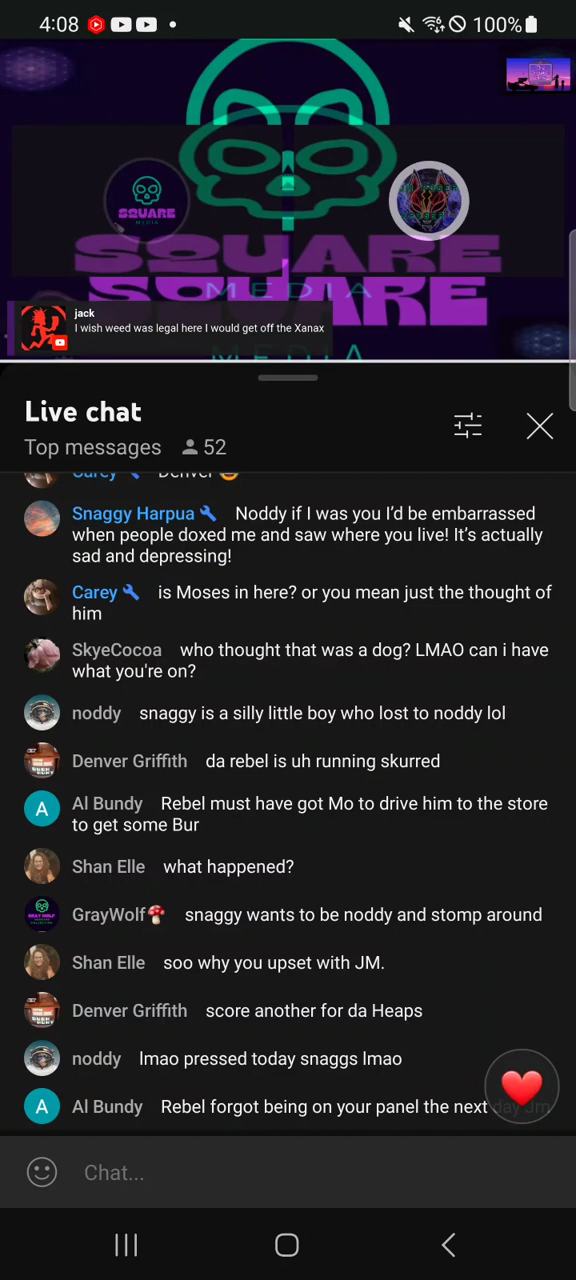 4:08
100%
SQUARE
MEDIA
SQUARE
SQUARE
MEDIA
MEDIA
jack
I wish weed was legal here I would get off the Xanax
Live chat
Top messages 52
Carey Denver
Snaggy Harpua Noddy if I was you I'd be embarrassed
when people doxed me and saw where you live! It's actually
sad and depressing!
Carey is Moses in here? or you mean just the thought of
him
SkyeCocoa who thought that was a dog? LMAO can i have
what you're on?
noddy snaggy is a silly little boy who lost to noddy lol
Denver Griffith da rebel is uh running skurred
A Al Bundy Rebel must have got Mo to drive him to the store
to get some Bur
Shan Elle what happened?
GrayWolf🍄 snaggy wants to be noddy and stomp around
Shan Elle soo why you upset with JM.
Denver Griffith score another for da Heaps
noddy lmao pressed today snaggs lmao
A Al Bundy Rebel forgot being on your panel the next day Jm
Chat...